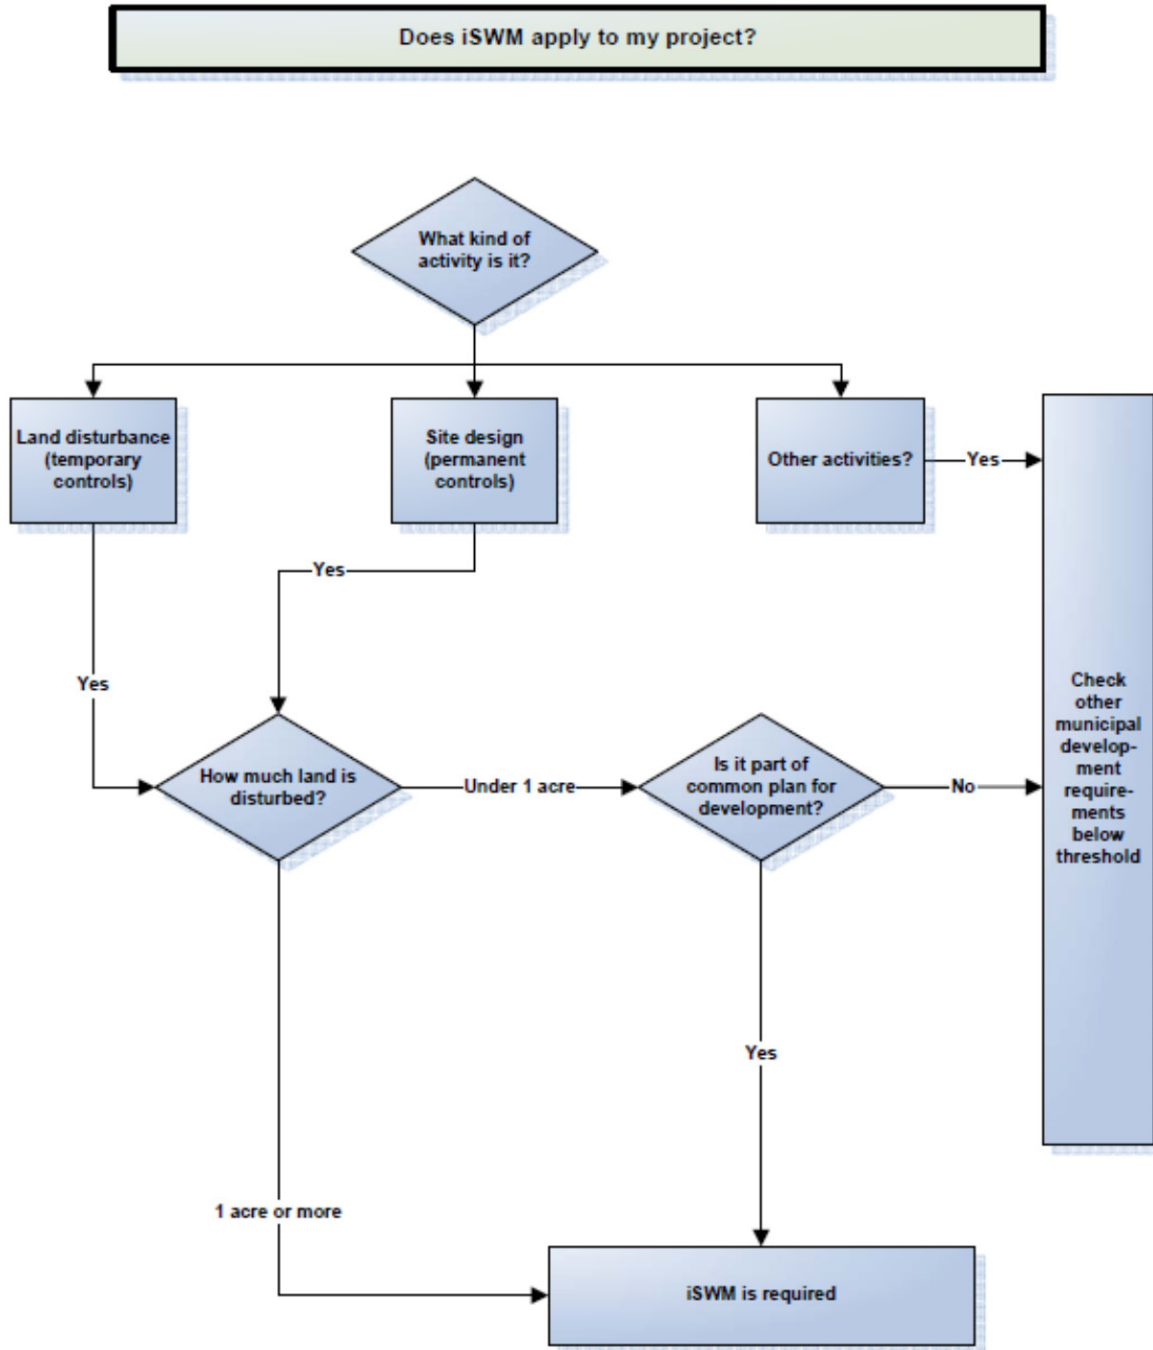 Does iSWM apply to my project?
What kind of
activity is it?
Land disturbance
(temporary
controls)
Site design
(permanent
controls)
Other activities?
Yes
Yes
Yes
How much land is
disturbed?
Under 1 acre
Is it part of
common plan for
development?
No
Check
other
municipal
develop-
ment
require-
ments
below
threshold
Yes
1 acre or more
iSWM is required